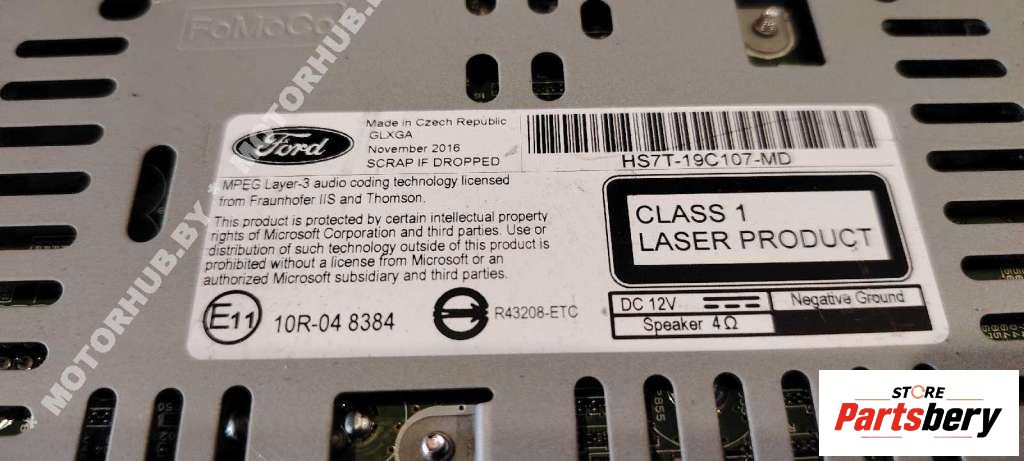 FoMoCo
MOTORHUB.BY - MOTORHUB.BY
Ford
Made in Czech Republic
GLXGA
November 2016
SCRAP IF DROPPED
HS7T-19C107-MD
MPEG Layer-3 audio coding technology licensed
from Fraunhofer IIS and Thomson.
This product is protected by certain intellectual property
rights of Microsoft Corporation and third parties. Use or
distribution of such technology outside of this product is
prohibited without a license from Microsoft or an
authorized Microsoft subsidiary and third parties.
CLASS 1
LASER PRODUCT
DC 12V
Negative Ground
Speaker 4Ω
E11
10R-04 8384
R43208-ETC
STORE
Partsbery